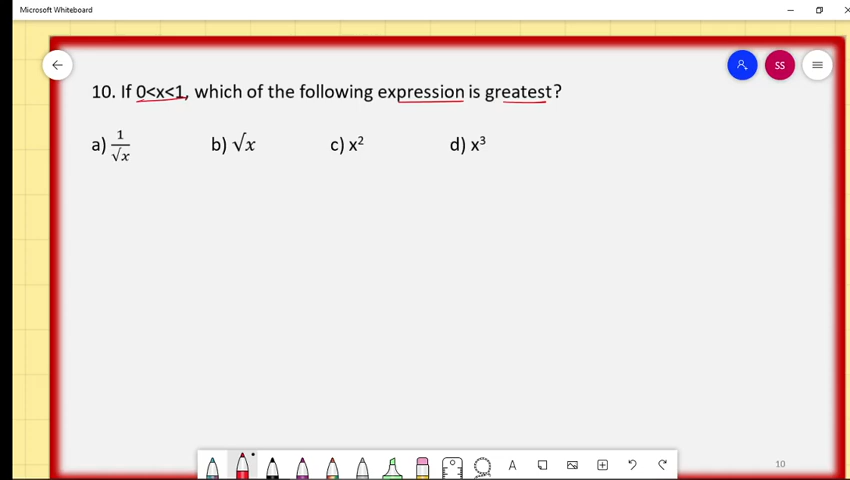 Microsoft Whiteboard
SS
10. If 0<x<1, which of the following expression is greatest?
a) 1/√x b) √x c) x² d) x³
A
10